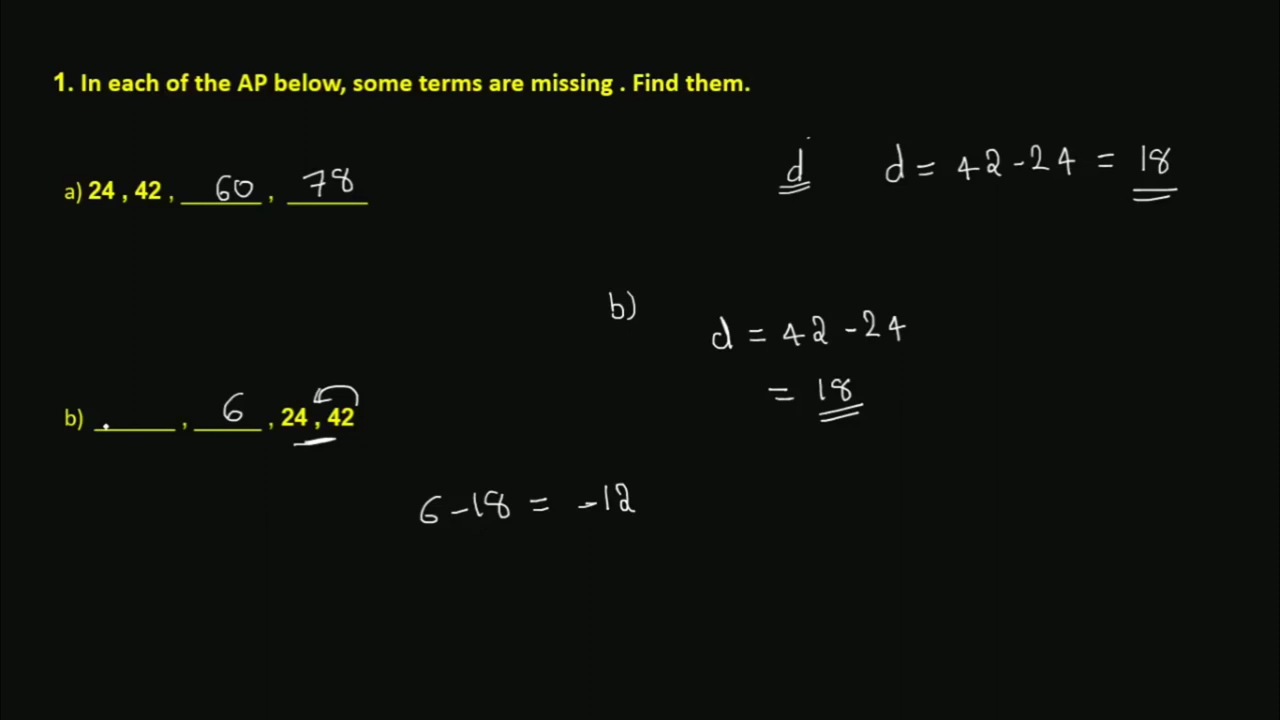 1. In each of the AP below, some terms are missing . Find them.
d d = 42 - 24 = 18
a) 24 , 42 , 60 , 78
b)
d = 42 - 24
= 18
b) ______ , 6 , 24 , 42
6 - 18 = -12